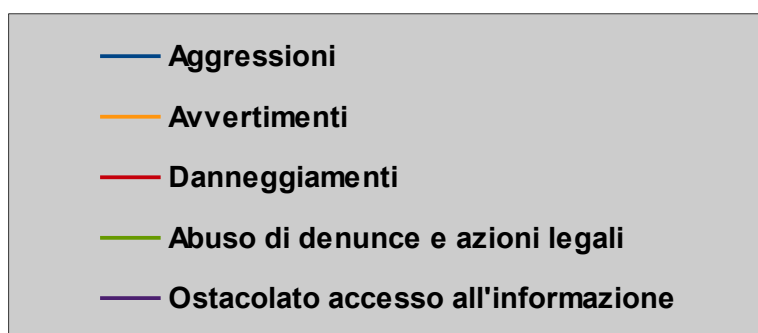 Aggressioni
Avvertimenti
Danneggiamenti
Abuso di denunce e azioni legali
Ostacolato accesso all'informazione